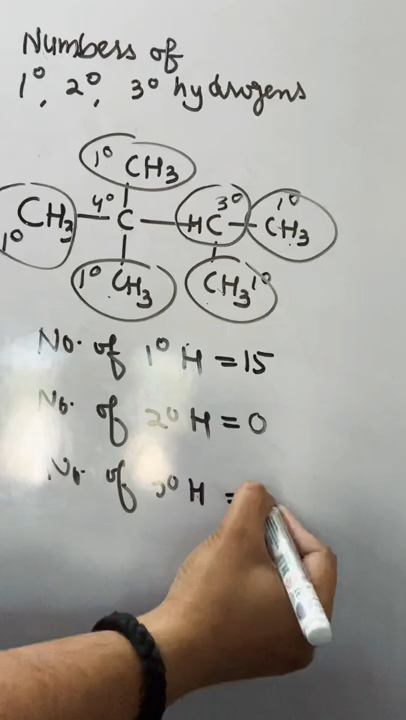 Numbers of
1°, 2°, 3° hydrogens
1° CH3
CH3 1° 4° C HC 3° CH3 1°
1° CH3 CH3 1°
No. of 1° H = 15
No. of 2° H = 0
No. of 3° H =